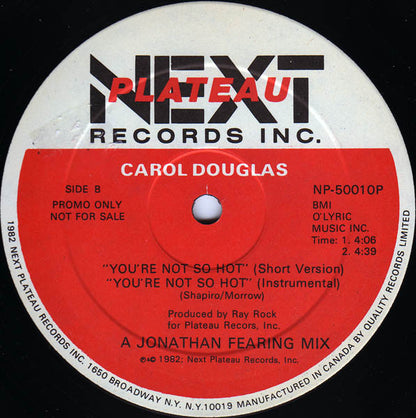 NEXT
PLATEAU
RECORDS INC.
CAROL DOUGLAS
SIDE B
PROMO ONLY
NOT FOR SALE
NP-50010P
BMI
O'LYRIC
MUSIC INC.
Time: 1. 4:06
2. 4:39
"YOU'RE NOT SO HOT" (Short Version)
"YOU'RE NOT SO HOT" (Instrumental)
(Shapiro/Morrow)
Produced by Ray Rock
for Plateau Recors, Inc.
A JONATHAN FEARING MIX
℗© 1982; Next Plateau Records, Inc.
1982 NEXT PLATEAU RECORDS INC. 1650 BROADWAY N.Y. N.Y.10019 MANUFACTURED IN CANADA BY QUALITY RECORDS LIMITED